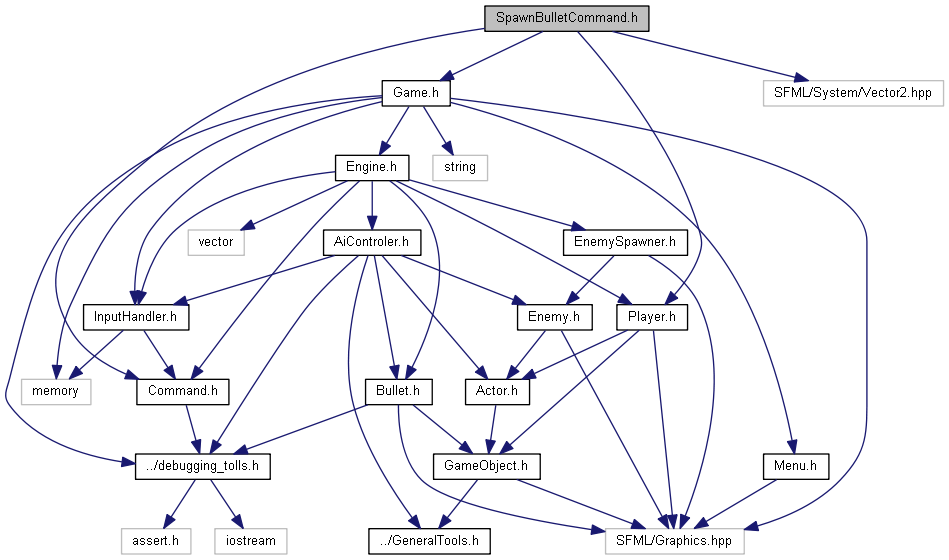 SpawnBulletCommand.h
Game.h
SFML/System/Vector2.hpp
Engine.h
string
vector
AiControler.h
EnemySpawner.h
InputHandler.h
Enemy.h
Player.h
memory
Command.h
Bullet.h
Actor.h
../debugging_tolls.h
GameObject.h
Menu.h
assert.h
iostream
../GeneralTools.h
SFML/Graphics.hpp